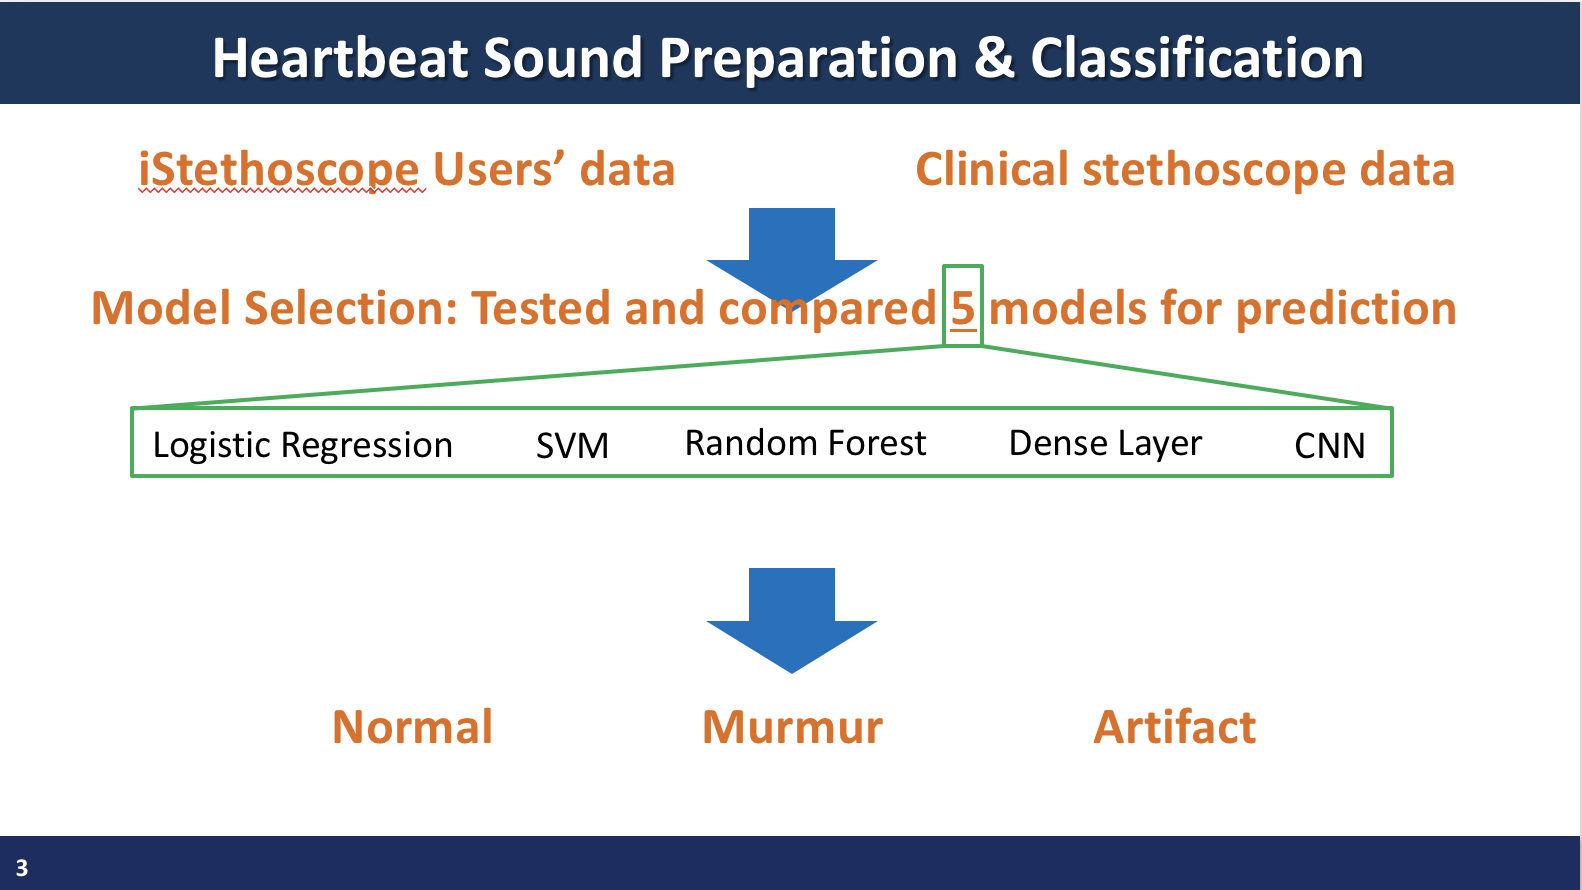 Heartbeat Sound Preparation & Classification
iStethoscope Users’ data
Clinical stethoscope data
Model Selection: Tested and compared 5 models for prediction
Logistic Regression
SVM
Random Forest
Dense Layer
CNN
Normal
Murmur
Artifact
3